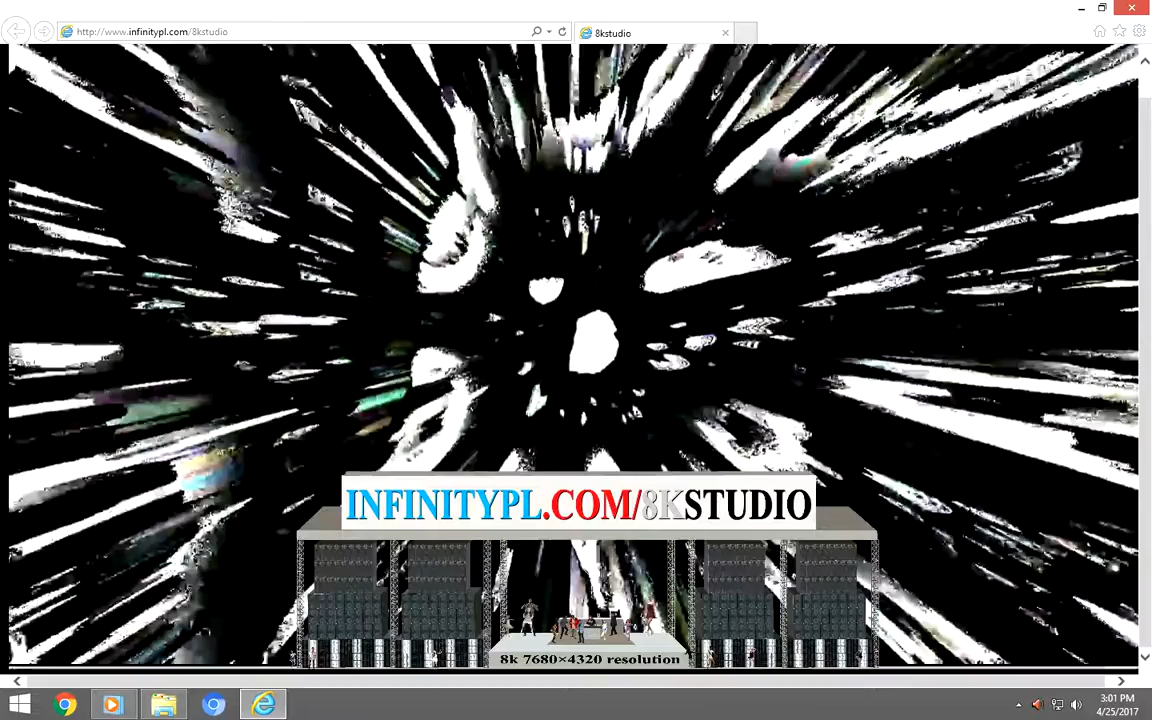 http://www.infinitypl.com/8kstudio
8kstudio
INFINITYPL.COM/8KSTUDIO
8k 7680×4320 resolution
3:01 PM
4/25/2017